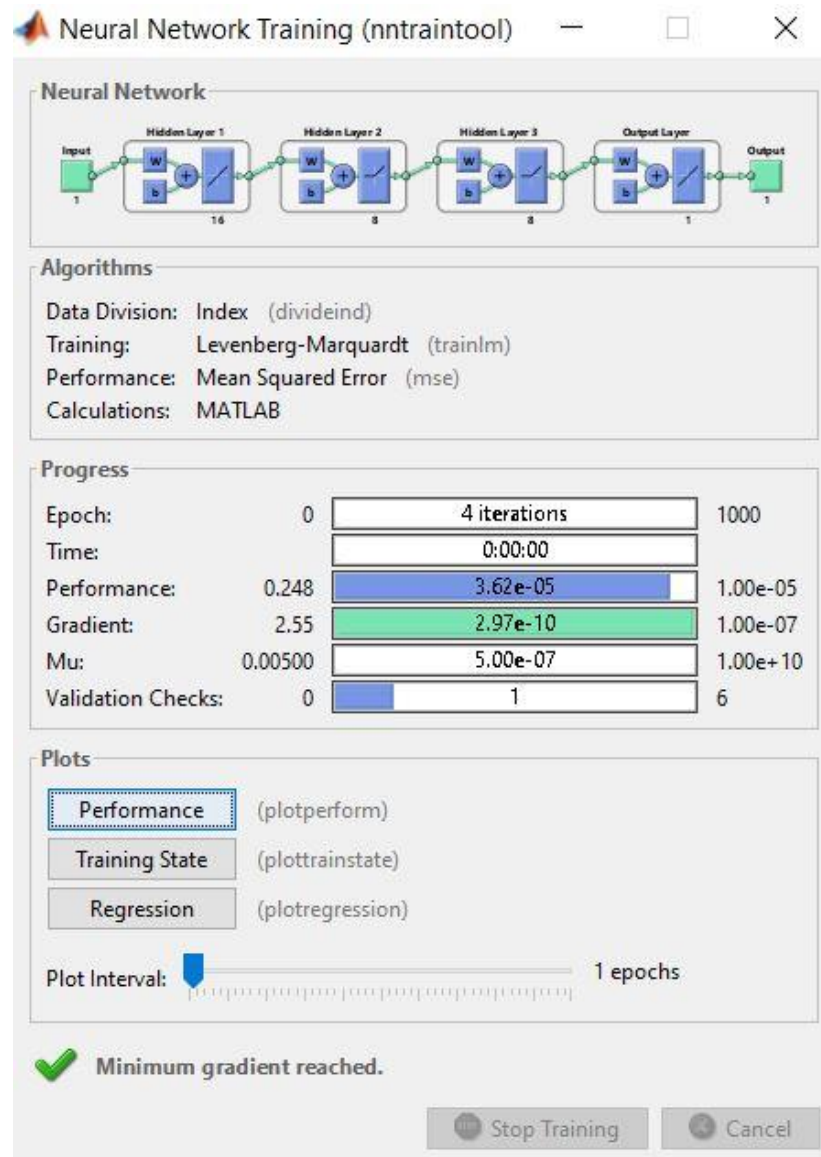 Neural Network Training (nntraintool)
Neural Network
Hidden Layer 1 Hidden Layer 2 Hidden Layer 3 Output Layer
Input Output
W W W W
+ + + +
b b b b
1 16 8 8 1 1
Algorithms
Data Division: Index (divideind)
Training: Levenberg-Marquardt (trainlm)
Performance: Mean Squared Error (mse)
Calculations: MATLAB
Progress
Epoch: 0 4 iterations 1000
Time: 0:00:00
Performance: 0.248 3.62e-05 1.00e-05
Gradient: 2.55 2.97e-10 1.00e-07
Mu: 0.00500 5.00e-07 1.00e+10
Validation Checks: 0 1 6
Plots
Performance (plotperform)
Training State (plottrainstate)
Regression (plotregression)
Plot Interval: 1 epochs
Minimum gradient reached.
Stop Training Cancel